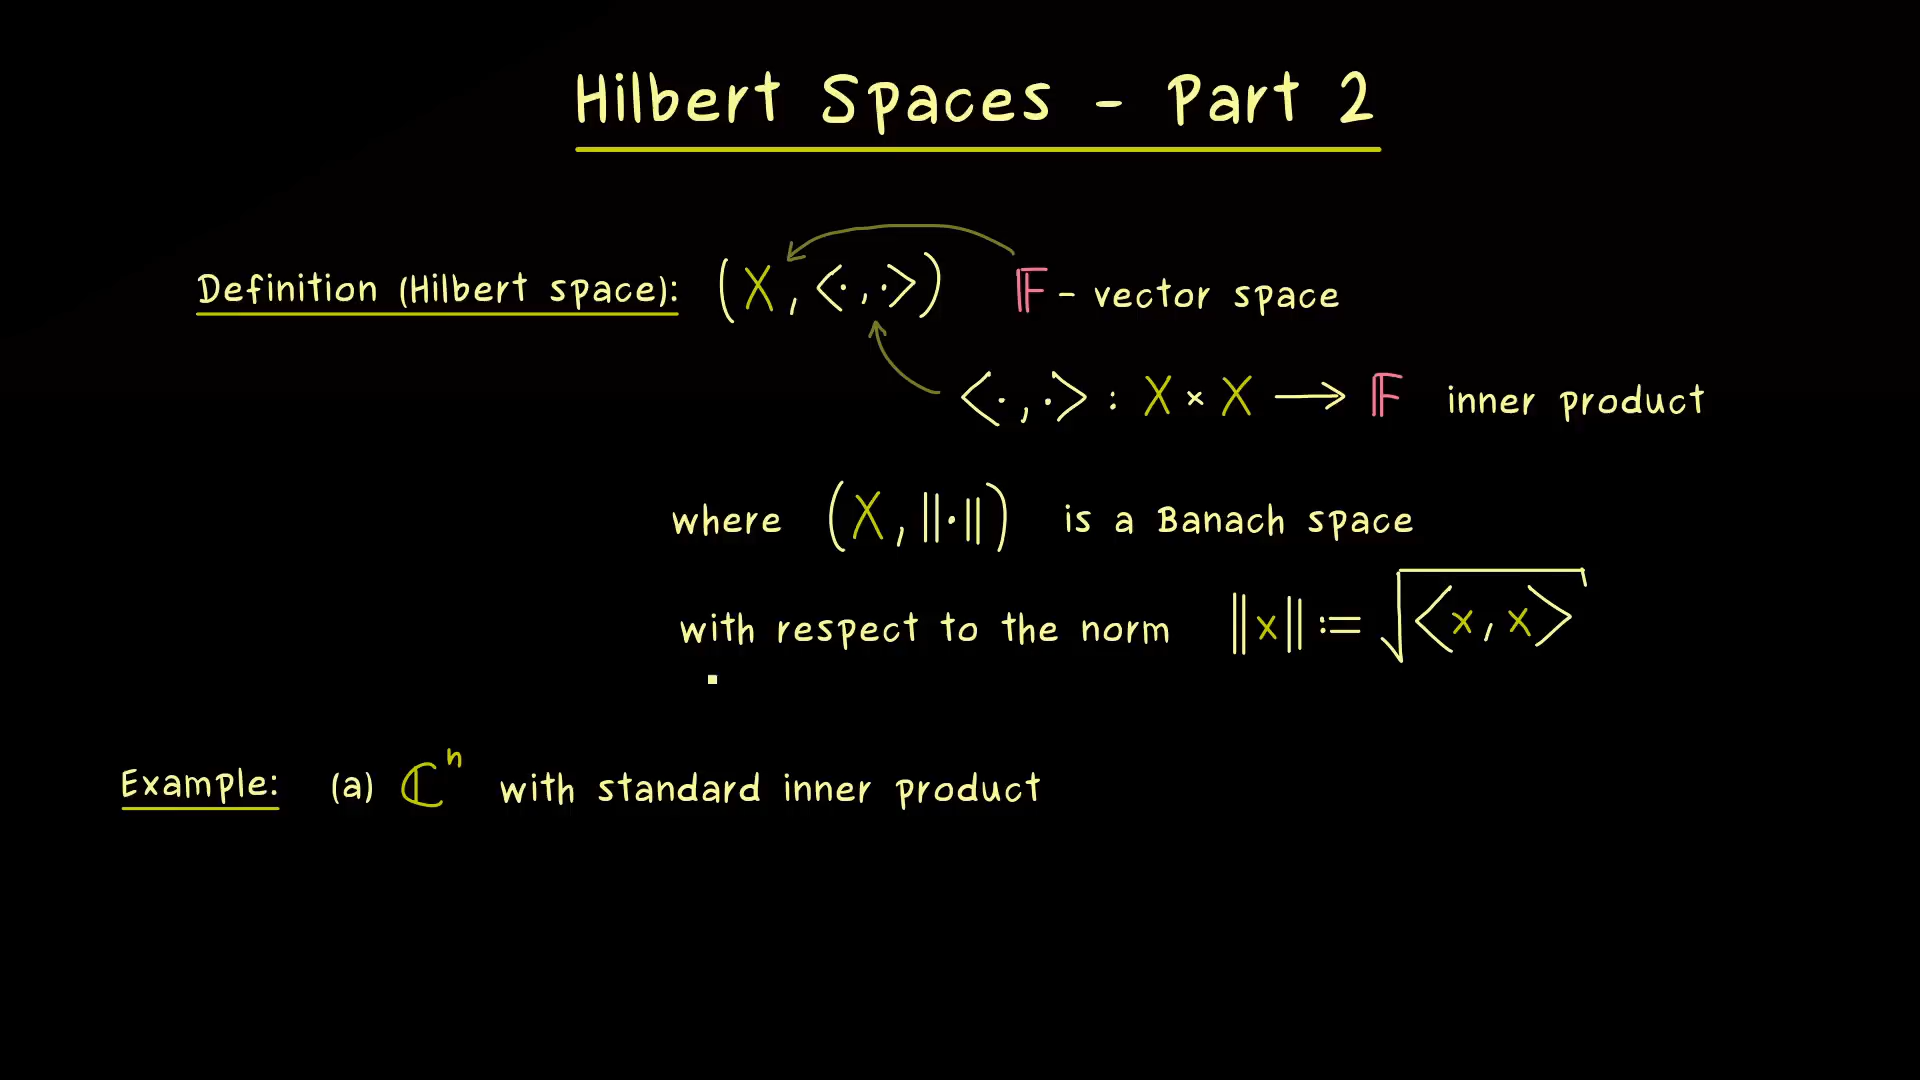 Hilbert Spaces - Part 2
Definition (Hilbert space): (X, <·,·>) 𝔽 - vector space
<·,·> : X × X ⟶ 𝔽 inner product
where (X, ||·||) is a Banach space
with respect to the norm ||x|| := √<x, x>
Example: (a) ℂⁿ with standard inner product